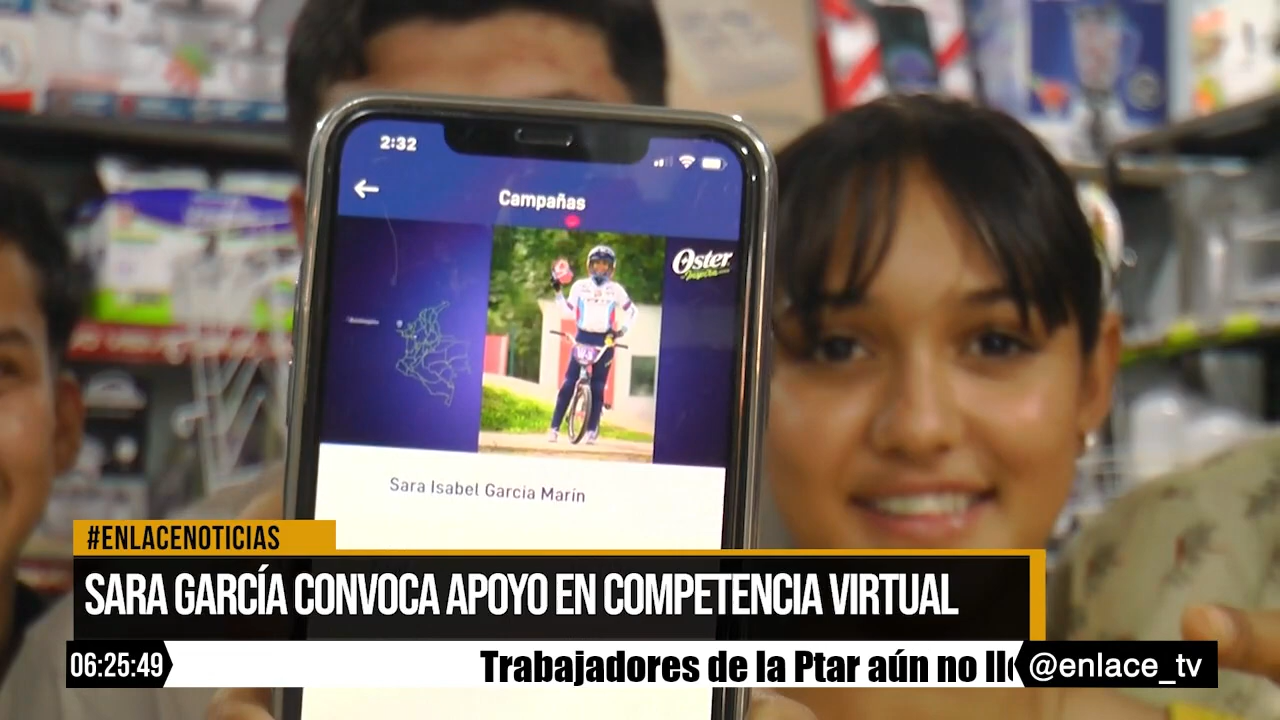 2:32
Campañas
Oster
Sara Isabel Garcia Marín
#ENLACENOTICIAS
SARA GARCÍA CONVOCA APOYO EN COMPETENCIA VIRTUAL
06:25:49
Trabajadores de la Ptar aún no
@enlace_tv